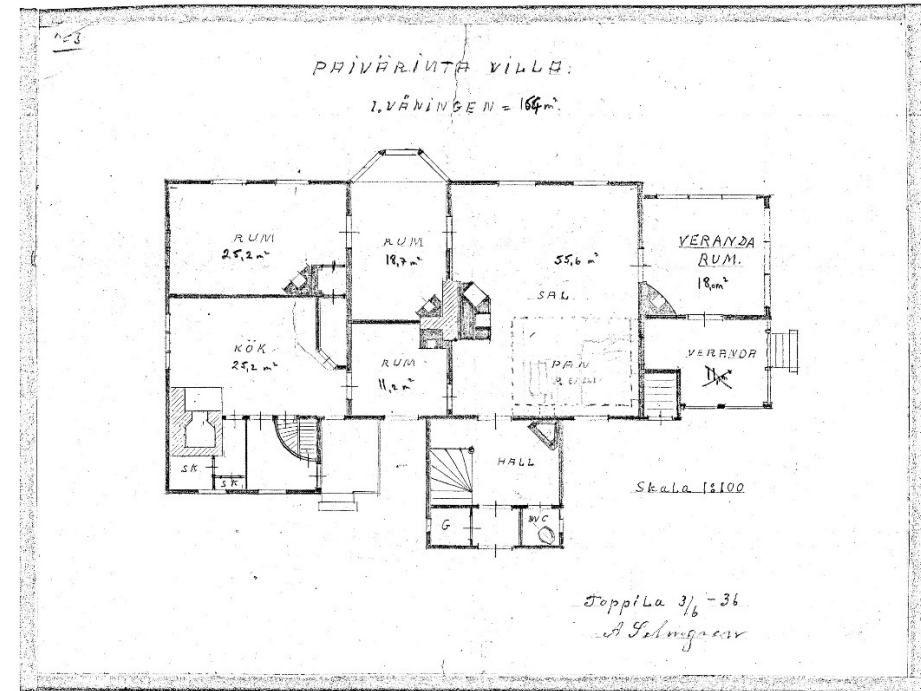 PAIVÄRINTA VILLA.
I. VÅNINGEN = 164 m²
RUM
25,2 m²
RUM
18,7 m²
55,6 m²
SAL
VERANDA
RUM.
18,0 m²
KÖK
25,2 m²
RUM
11,2 m²
VERANDA
SK
SK
HALL
G
WC
Skala 1:100
Toppila 3/6 - 36